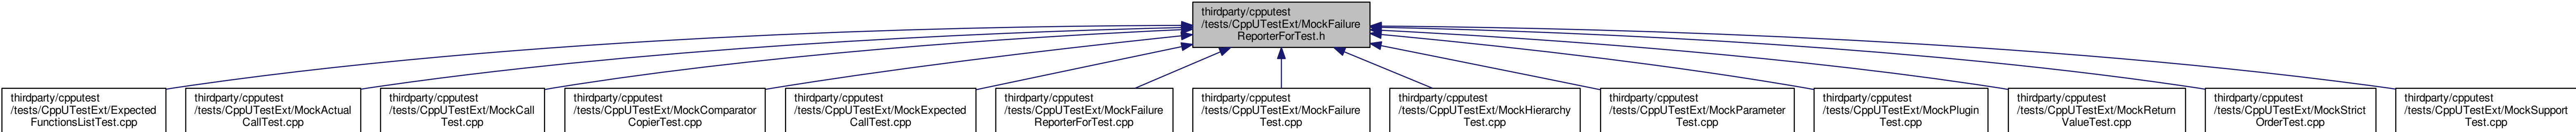 thirdparty/cpputest
/tests/CppUTestExt/MockFailure
ReporterForTest.h
thirdparty/cpputest
/tests/CppUTestExt/Expected
FunctionsListTest.cpp
thirdparty/cpputest
/tests/CppUTestExt/MockActual
CallTest.cpp
thirdparty/cpputest
/tests/CppUTestExt/MockCall
Test.cpp
thirdparty/cpputest
/tests/CppUTestExt/MockComparator
CopierTest.cpp
thirdparty/cpputest
/tests/CppUTestExt/MockExpected
CallTest.cpp
thirdparty/cpputest
/tests/CppUTestExt/MockFailure
ReporterForTest.cpp
thirdparty/cpputest
/tests/CppUTestExt/MockFailure
Test.cpp
thirdparty/cpputest
/tests/CppUTestExt/MockHierarchy
Test.cpp
thirdparty/cpputest
/tests/CppUTestExt/MockParameter
Test.cpp
thirdparty/cpputest
/tests/CppUTestExt/MockPlugin
Test.cpp
thirdparty/cpputest
/tests/CppUTestExt/MockReturn
ValueTest.cpp
thirdparty/cpputest
/tests/CppUTestExt/MockStrict
OrderTest.cpp
thirdparty/cpputest
/tests/CppUTestExt/MockSupport
Test.cpp